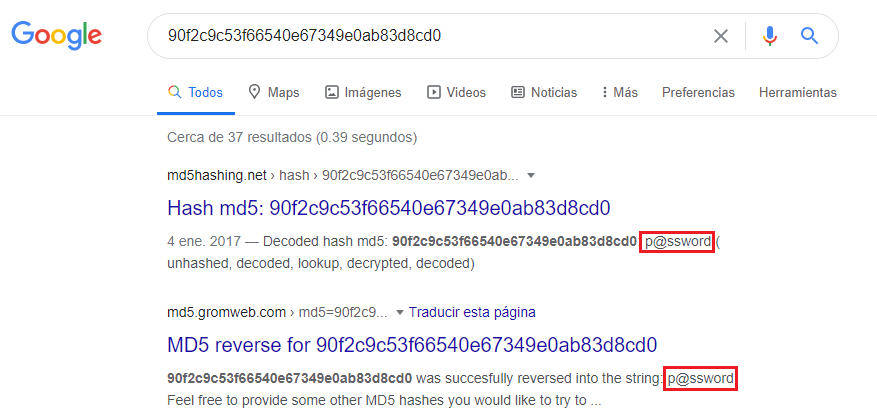 Google
90f2c9c53f66540e67349e0ab83d8cd0
Todos Maps Imágenes Videos Noticias Más Preferencias Herramientas
Cerca de 37 resultados (0.39 segundos)
md5hashing.net › hash › 90f2c9c53f66540e67349e0ab...
Hash md5: 90f2c9c53f66540e67349e0ab83d8cd0
4 ene. 2017 — Decoded hash md5: 90f2c9c53f66540e67349e0ab83d8cd0 p@ssword (
unhashed, decoded, lookup, decrypted, decoded)
md5.gromweb.com › md5=90f2c9... Traducir esta página
MD5 reverse for 90f2c9c53f66540e67349e0ab83d8cd0
90f2c9c53f66540e67349e0ab83d8cd0 was succesfully reversed into the string: p@ssword
Feel free to provide some other MD5 hashes you would like to try to ...